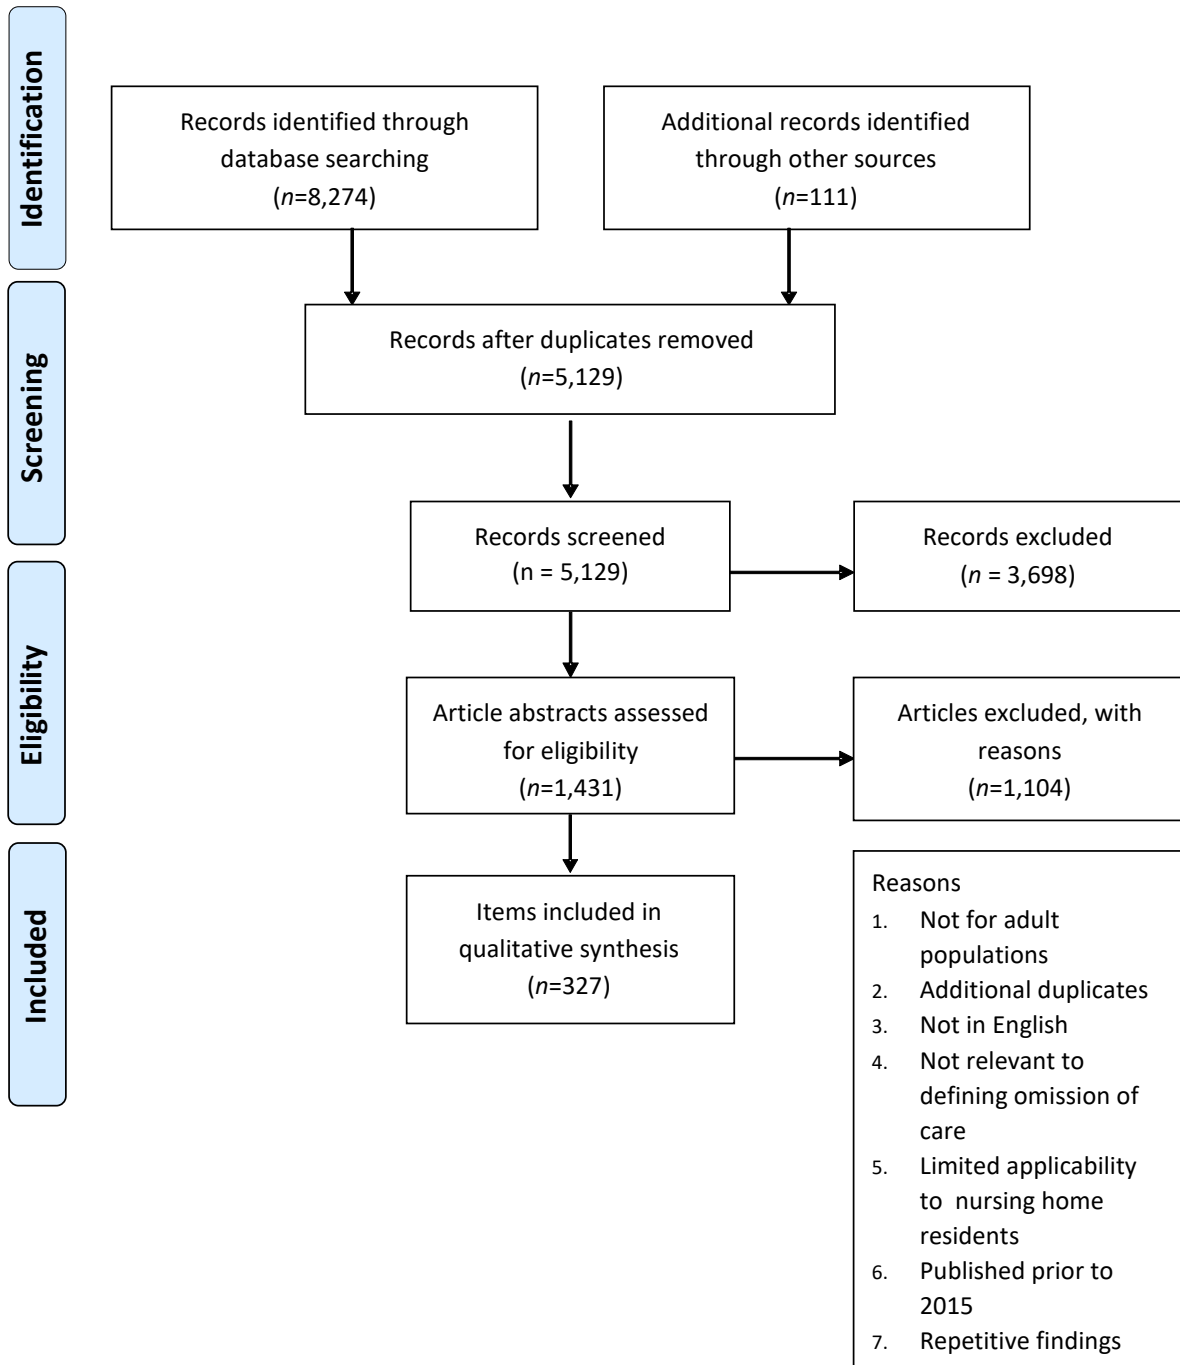 Identification
Records identified through
database searching
(n=8,274)
Additional records identified
through other sources
(n=111)
Screening
Records after duplicates removed
(n=5,129)
Records screened
(n = 5,129)
Records excluded
(n = 3,698)
Eligibility
Article abstracts assessed
for eligibility
(n=1,431)
Articles excluded, with
reasons
(n=1,104)
Included
Items included in
qualitative synthesis
(n=327)
Reasons
1. Not for adult
populations
2. Additional duplicates
3. Not in English
4. Not relevant to
defining omission of
care
5. Limited applicability
to nursing home
residents
6. Published prior to
2015
7. Repetitive findings